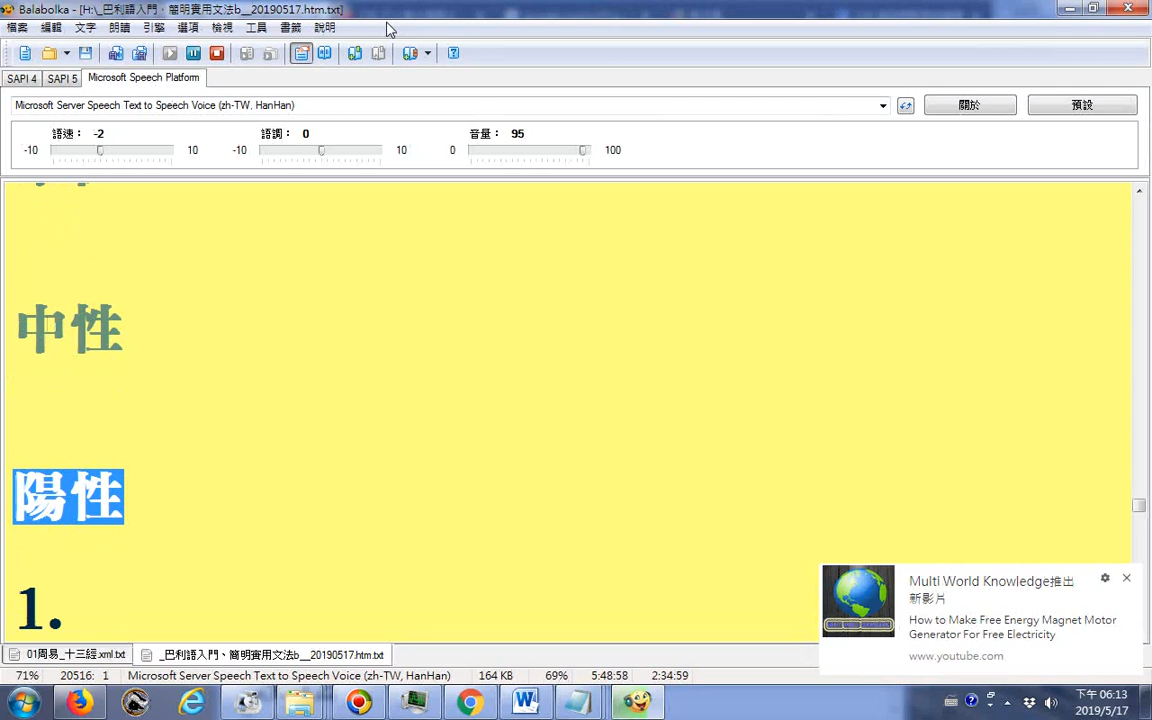 Balabolka - [H:\_巴利語入門、簡明實用文法b__20190517.htm.txt]
檔案 編輯 文字 朗讀 引擎 選項 檢視 工具 書籤 說明
SAPI 4 SAPI 5 Microsoft Speech Platform
Microsoft Server Speech Text to Speech Voice (zh-TW, HanHan) 關於 預設
語速： -2 語調： 0 音量： 95
-10 10 -10 10 0 100
中性
陽性
1.
Multi World Knowledge推出
新影片
How to Make Free Energy Magnet Motor
Generator For Free Electricity
www.youtube.com
01周易_十三經.xml.txt _巴利語入門、簡明實用文法b__20190517.htm.txt
71% 20516: 1 Microsoft Server Speech Text to Speech Voice (zh-TW, HanHan) 164 KB 69% 5:48:58 2:34:59
下午 06:13
2019/5/17